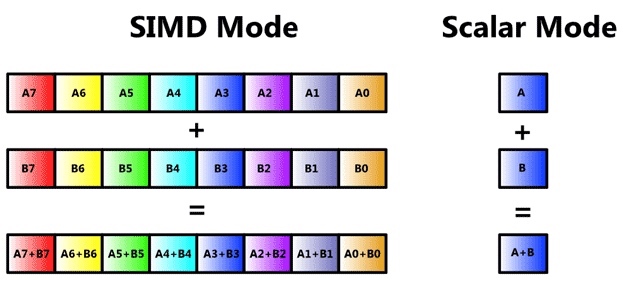 SIMD Mode Scalar Mode
A7 A6 A5 A4 A3 A2 A1 A0 A
+ +
B7 B6 B5 B4 B3 B2 B1 B0 B
= =
A7+B7 A6+B6 A5+B5 A4+B4 A3+B3 A2+B2 A1+B1 A0+B0 A+B